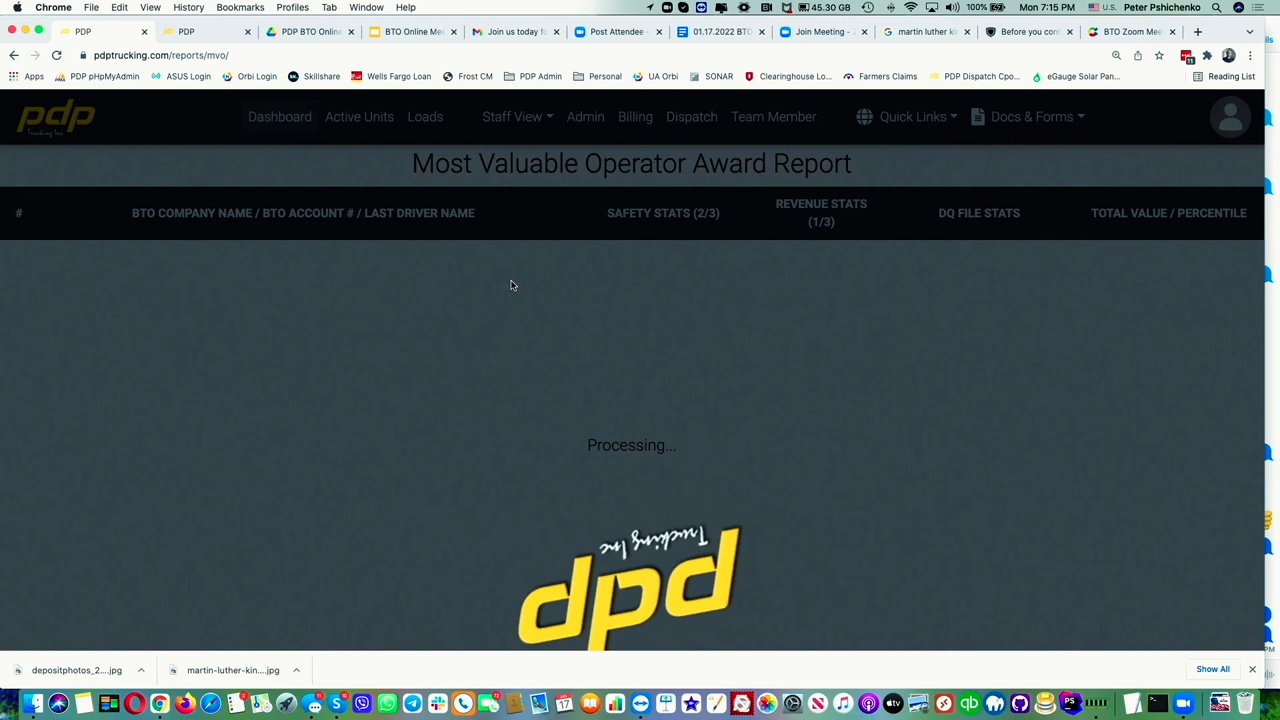 Chrome File Edit View History Bookmarks Profiles Tab Window Help 45.30 GB 100% U.S. Peter Pshichenko Mon 7:15 PM
PDP PDP PDP BTO Onlin BTO Online Me Join us today fo Post Attendee - 01.17.2022 BTO Join Meeting - martin luther ki Before you con BTO Zoom Me
pdptrucking.com/reports/mvo/
Apps PDP pHpMyAdmin ASUS Login Orbi Login Skillshare Wells Fargo Loan Frost CM PDP Admin Personal UA Orbi SONAR Clearinghouse Lo... Farmers Claims PDP Dispatch Cpo... eGauge Solar Pan... Reading List
pdp
Trucking Inc
Dashboard Active Units Loads Staff View Admin Billing Dispatch Team Member Quick Links Docs & Forms
Most Valuable Operator Award Report
# BTO COMPANY NAME / BTO ACCOUNT # / LAST DRIVER NAME SAFETY STATS (2/3) REVENUE STATS (1/3) DQ FILE STATS TOTAL VALUE / PERCENTILE
Processing...
Trucking Inc
pdp
depositphotos_2....jpg martin-luther-kin....jpg Show All